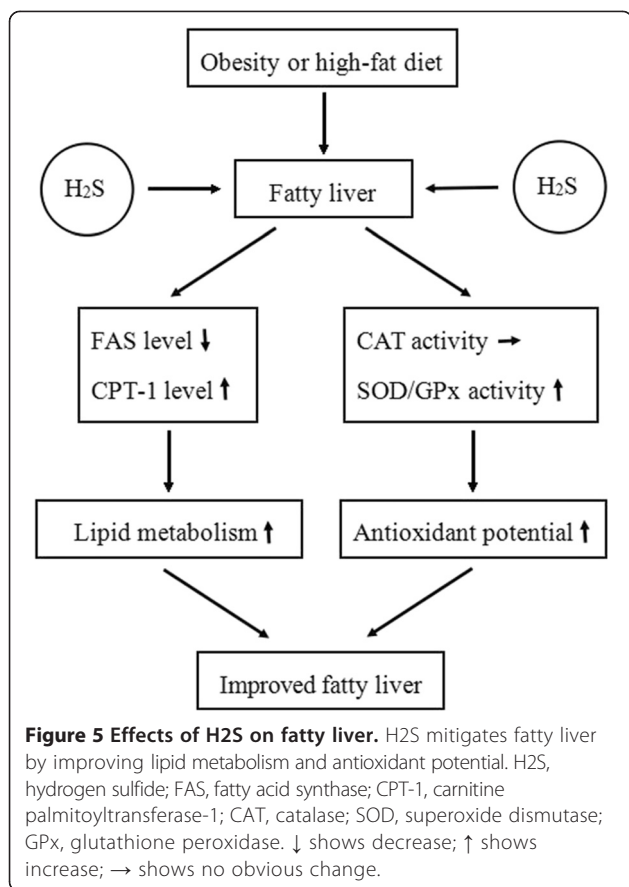 Obesity or high-fat diet
H₂S
Fatty liver
H₂S
FAS level ↓
CPT-1 level ↑
CAT activity →
SOD/GPx activity ↑
Lipid metabolism ↑
Antioxidant potential ↑
Improved fatty liver
Figure 5 Effects of H2S on fatty liver. H2S mitigates fatty liver
by improving lipid metabolism and antioxidant potential. H2S,
hydrogen sulfide; FAS, fatty acid synthase; CPT-1, carnitine
palmitoyltransferase-1; CAT, catalase; SOD, superoxide dismutase;
GPx, glutathione peroxidase. ↓ shows decrease; ↑ shows
increase; → shows no obvious change.